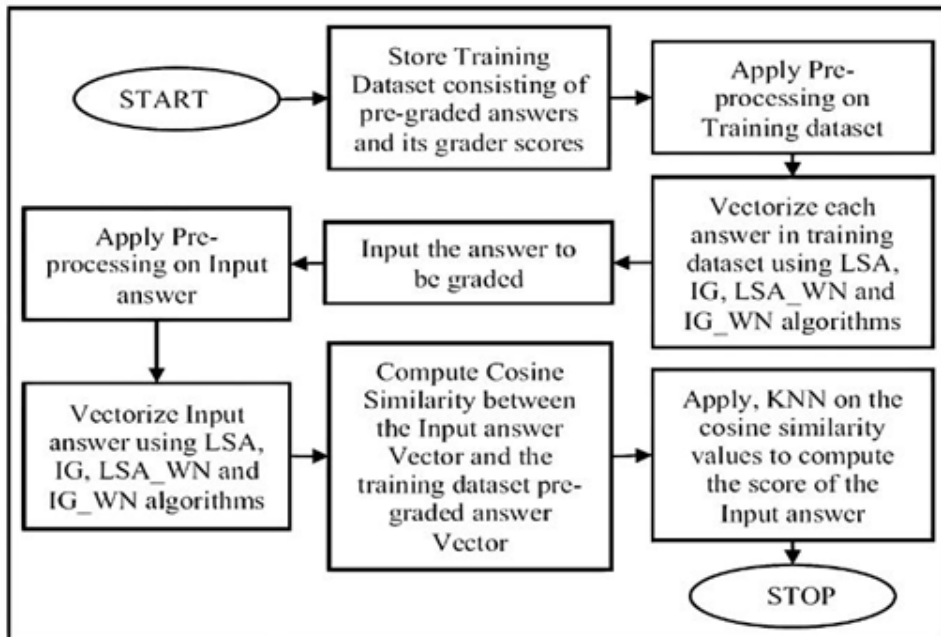 START
Store Training
Dataset consisting of
pre-graded answers
and its grader scores
Apply Pre-
processing on
Training dataset
Vectorize each
answer in training
dataset using LSA,
IG, LSA_WN and
IG_WN algorithms
Input the answer to
be graded
Apply Pre-
processing on Input
answer
Vectorize Input
answer using LSA,
IG, LSA_WN and
IG_WN algorithms
Compute Cosine
Similarity between
the Input answer
Vector and the
training dataset pre-
graded answer
Vector
Apply, KNN on the
cosine similarity
values to compute
the score of the
Input answer
STOP